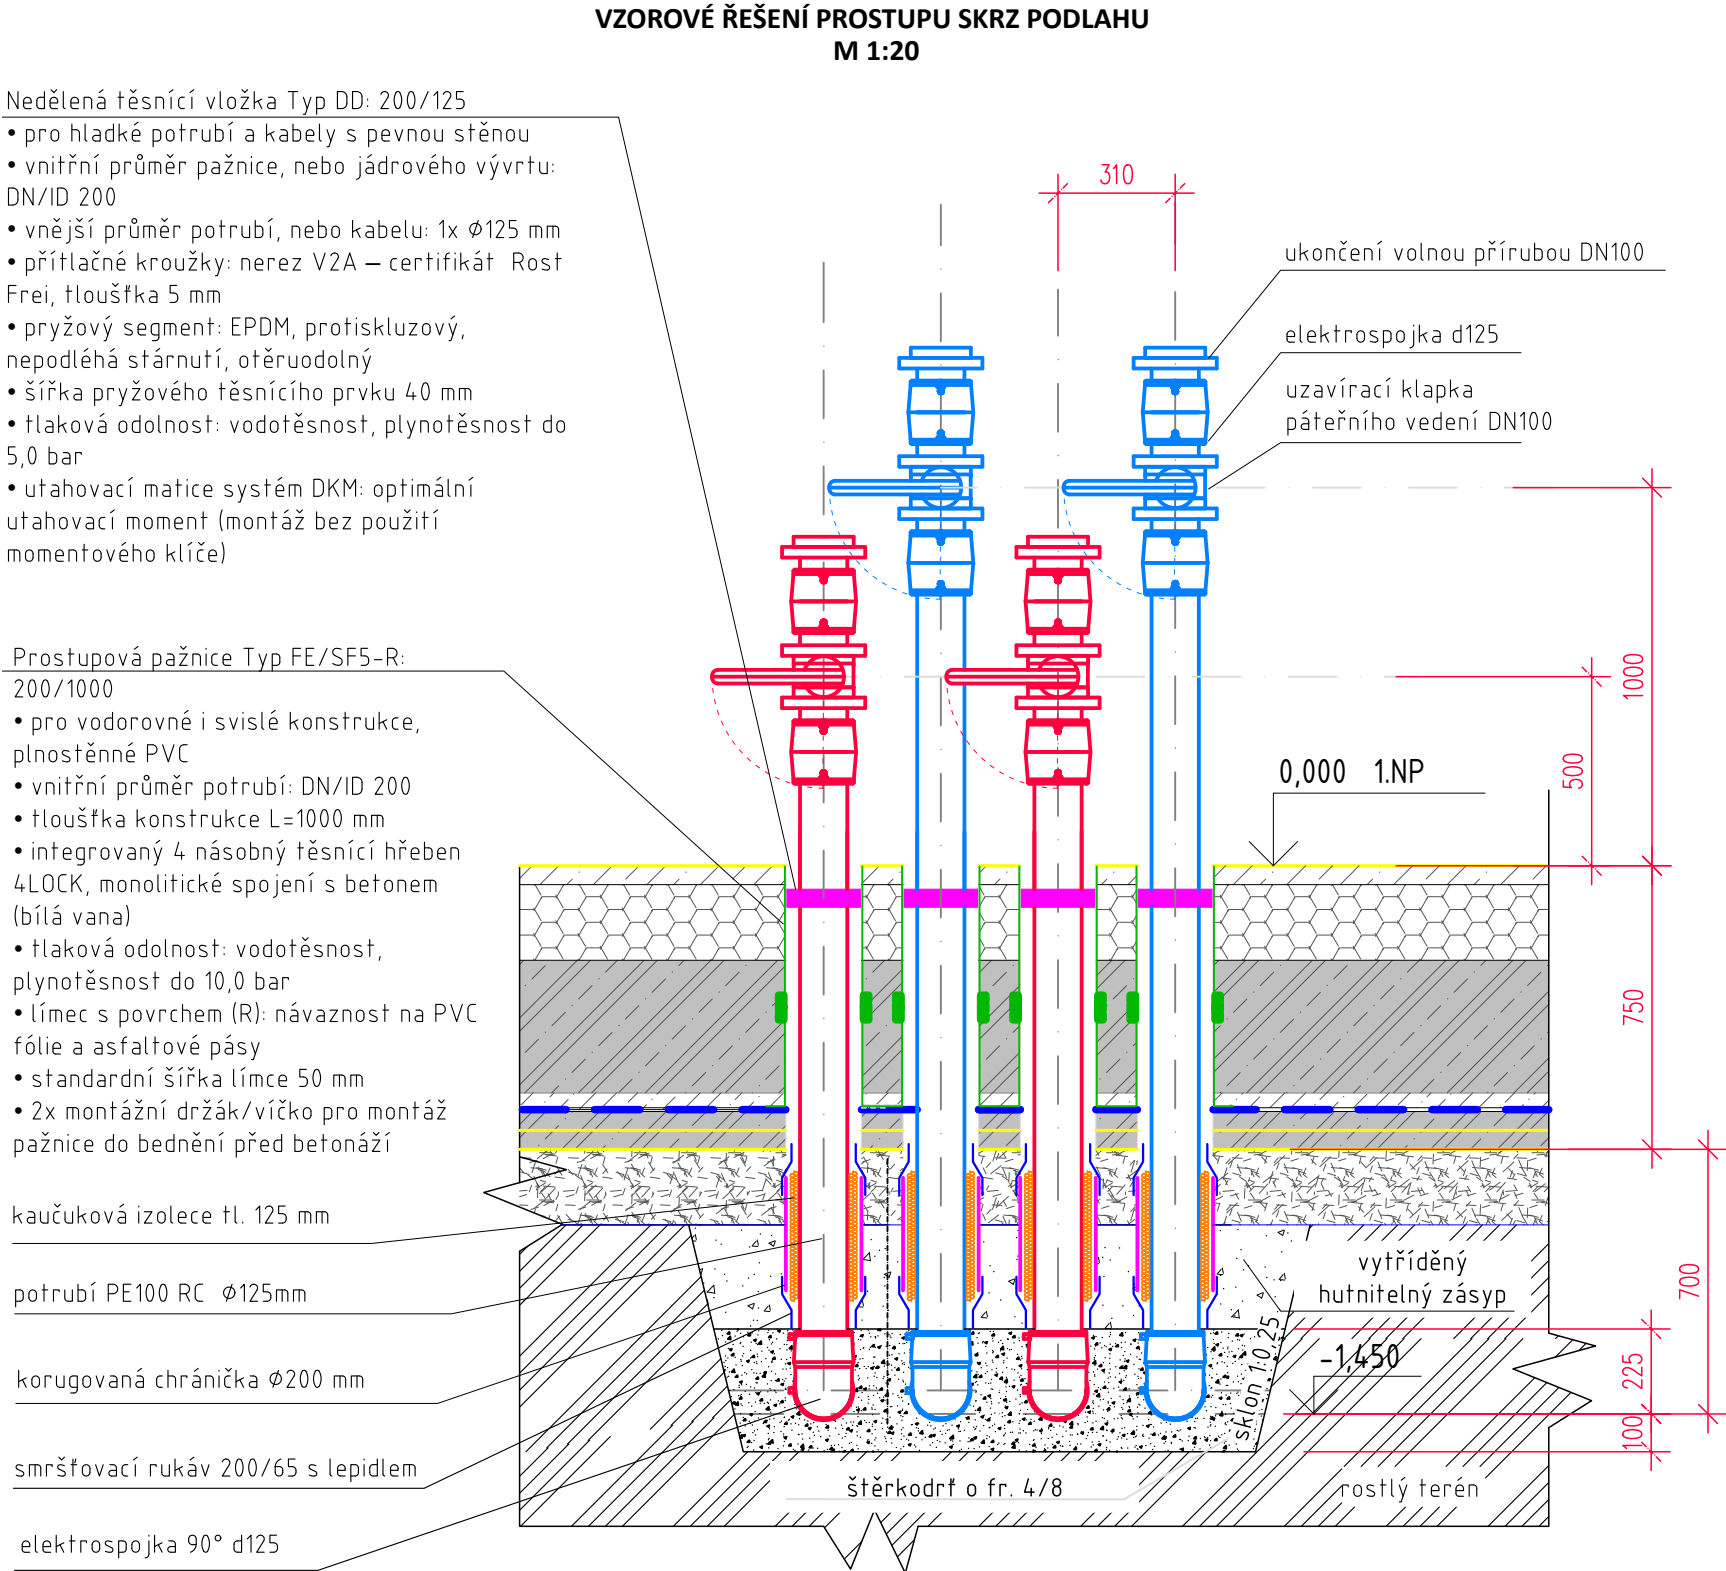 VZOROVÉ ŘEŠENÍ PROSTUPU SKRZ PODLAHU
M 1:20
Nedělená těsnící vložka Typ DD: 200/125
• pro hladké potrubí a kabely s pevnou stěnou
• vnitřní průměr pažnice, nebo jádrového vývrtu:
DN/ID 200
• vnější průměr potrubí, nebo kabelu: 1x Ø125 mm
• přítlačné kroužky: nerez V2A – certifikát Rost
Frei, tloušťka 5 mm
• pryžový segment: EPDM, protiskluzový,
nepodléhá stárnutí, otěruodolný
• šířka pryžového těsnícího prvku 40 mm
• tlaková odolnost: vodotěsnost, plynotěsnost do
5,0 bar
• utahovací matice systém DKM: optimální
utahovací moment (montáž bez použití
momentového klíče)
Prostupová pažnice Typ FE/SF5-R:
200/1000
• pro vodorovné i svislé konstrukce,
plnostěnné PVC
• vnitřní průměr potrubí: DN/ID 200
• tloušťka konstrukce L=1000 mm
• integrovaný 4 násobný těsnící hřeben
4LOCK, monolitické spojení s betonem
(bílá vana)
• tlaková odolnost: vodotěsnost,
plynotěsnost do 10,0 bar
• límec s povrchem (R): návaznost na PVC
fólie a asfaltové pásy
• standardní šířka límce 50 mm
• 2x montážní držák/víčko pro montáž
pažnice do bednění před betonáží
kaučuková izolece tl. 125 mm
potrubí PE100 RC Ø125mm
korugovaná chránička Ø200 mm
smršťovací rukáv 200/65 s lepidlem
elektrospojka 90° d125
310
ukončení volnou přírubou DN100
elektrospojka d125
uzavírací klapka
páteřního vedení DN100
1000
500
0,000 1.NP
750
700
vytříděný
hutnitelný zásyp
sklon 1:0,25
-1,450
225
100
štěrkodrť o fr. 4/8
rostlý terén